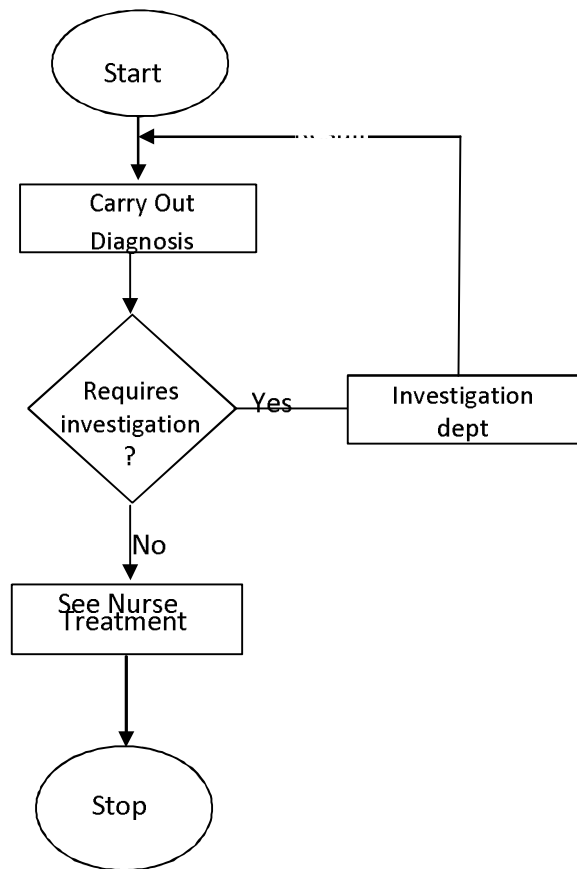 Start
Carry Out
Diagnosis
Requires
investigation
?
Yes
Investigation
dept
No
See Nurse
Treatment
Stop